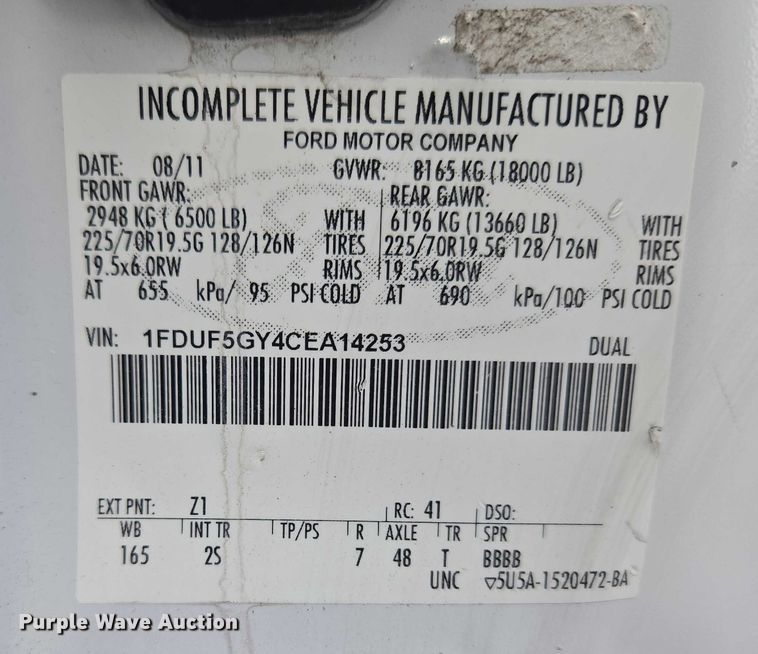 INCOMPLETE VEHICLE MANUFACTURED BY
FORD MOTOR COMPANY
DATE: 08/11 GVWR: 8165 KG (18000 LB)
FRONT GAWR: REAR GAWR:
2948 KG ( 6500 LB) WITH 6196 KG (13660 LB) WITH
225/70R19.5G 128/126N TIRES 225/70R19.5G 128/126N TIRES
19.5x6.0RW RIMS 19.5x6.0RW RIMS
AT 655 kPa/ 95 PSI COLD AT 690 kPa/100 PSI COLD
VIN: 1FDUF5GY4CEA14253 DUAL
EXT PNT: Z1 RC: 41 DSO:
WB INT TR TP/PS R AXLE TR SPR
165 2S 7 48 T BBBB
UNC ▽5U5A-1520472-BA
Purple Wave Auction